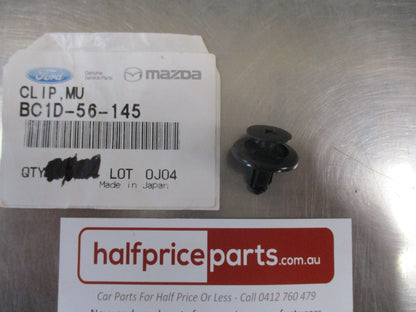 Ford
Genuine
Service Parts
mazda
CLIP,MU
BC1D-56-145
QTY
LOT 0J04
Made in Japan
halfpriceparts.com.au
Car Parts For Half Price Or Less - Call 0412 760 479